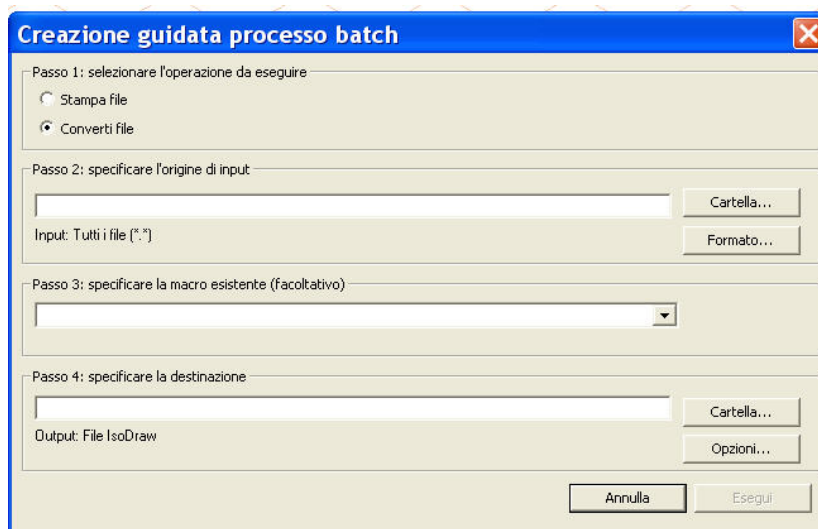 Creazione guidata processo batch
Passo 1: selezionare l'operazione da eseguire
Stampa file
Converti file
Passo 2: specificare l'origine di input
Cartella...
Input: Tutti i file (*.*)
Formato...
Passo 3: specificare la macro esistente (facoltativo)
Passo 4: specificare la destinazione
Cartella...
Output: File IsoDraw
Opzioni...
Annulla
Esegui